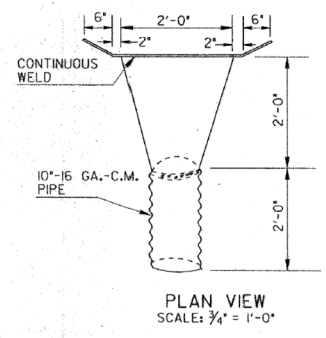 6" 2'-0" 6"
2" 2"
CONTINUOUS
WELD
2'-0"
10"-16 GA.-C.M.
PIPE
2'-0"
PLAN VIEW
SCALE: 3/4" = 1'-0"